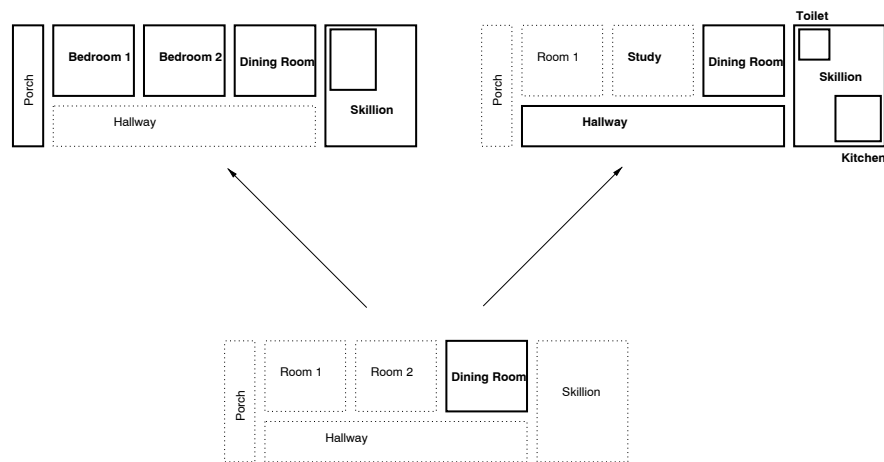 Porch
Bedroom 1
Bedroom 2
Dining Room
Skillion
Hallway
Toilet
Porch
Room 1
Study
Dining Room
Skillion
Hallway
Kitchen
Porch
Room 1
Room 2
Dining Room
Skillion
Hallway